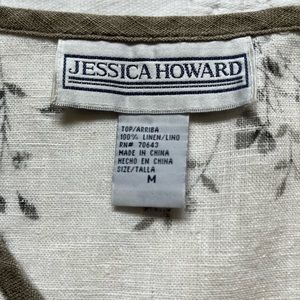 JESSICA HOWARD
TOP/ARRIBA
100% LINEN/LINO
RN# 70643
MADE IN CHINA
HECHO EN CHINA
SIZE/TALLA
M